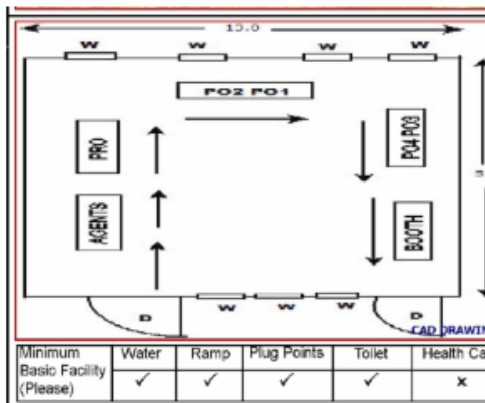 13.0
W W W W
PO2 PO1
PRO
PO4 PO3
AGENTS
BOOTH
D W W W D
CAD DRAWIN
Minimum Basic Facility (Please) Water Ramp Plug Points Toilet Health Ca
✓ ✓ ✓ ✓ x